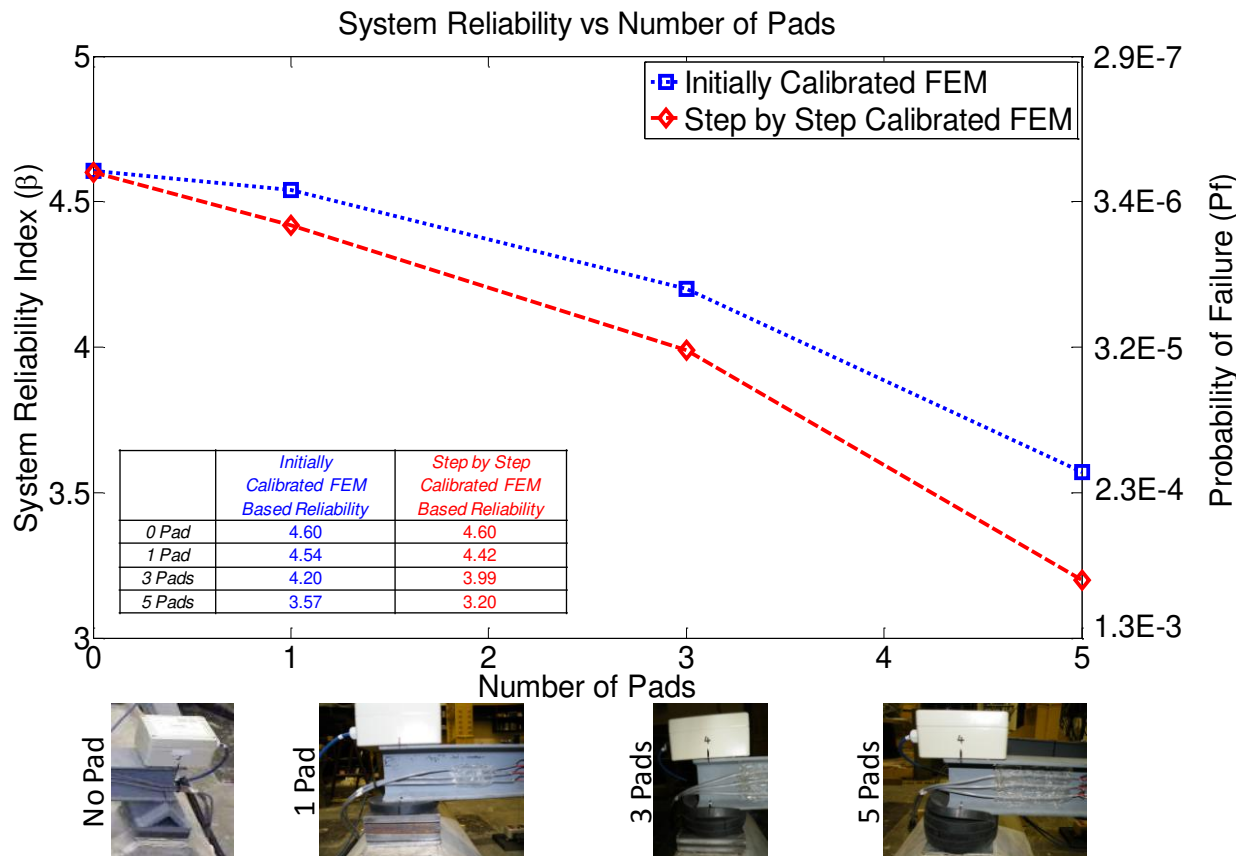 System Reliability vs Number of Pads
5
4.5
4
3.5
3
System Reliability Index (β)
2.9E-7
3.4E-6
3.2E-5
2.3E-4
1.3E-3
Probability of Failure (Pf)
Initially Calibrated FEM
Step by Step Calibrated FEM
Initially Step by Step
Calibrated FEM Calibrated FEM
Based Reliability Based Reliability
0 Pad 4.60 4.60
1 Pad 4.54 4.42
3 Pads 4.20 3.99
5 Pads 3.57 3.20
0 1 2 3 4 5
Number of Pads
No Pad
1 Pad
3 Pads
5 Pads
4